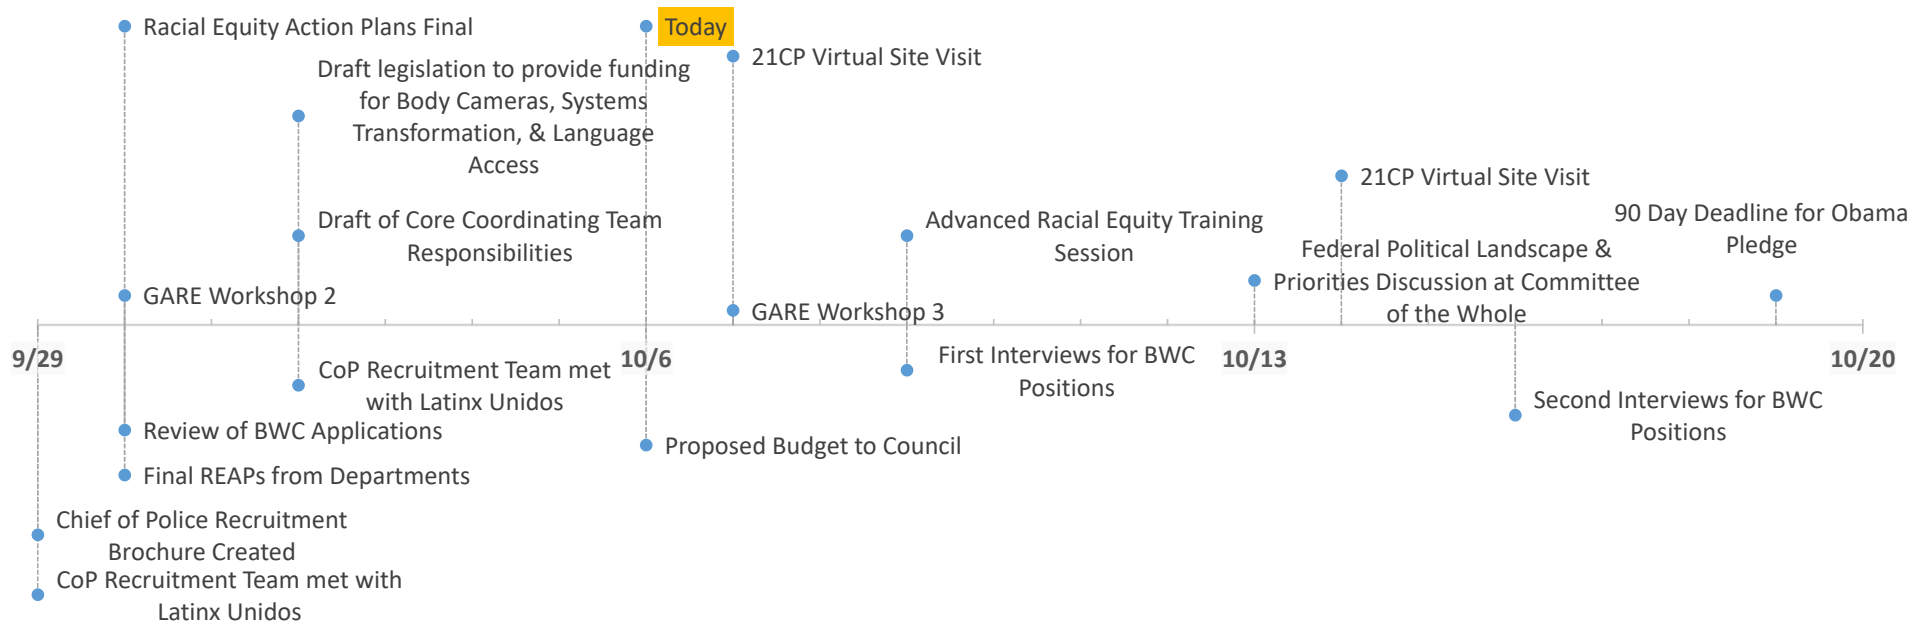 Racial Equity Action Plans Final
Today
21CP Virtual Site Visit
Draft legislation to provide funding
for Body Cameras, Systems
Transformation, & Language
Access
21CP Virtual Site Visit
Draft of Core Coordinating Team
Responsibilities
Advanced Racial Equity Training
Session
90 Day Deadline for Obama
Pledge
Federal Political Landscape &
Priorities Discussion at Committee
of the Whole
GARE Workshop 2
GARE Workshop 3
9/29
10/6
10/13
10/20
CoP Recruitment Team met
with Latinx Unidos
First Interviews for BWC
Positions
Second Interviews for BWC
Positions
Review of BWC Applications
Proposed Budget to Council
Final REAPs from Departments
Chief of Police Recruitment
Brochure Created
CoP Recruitment Team met with
Latinx Unidos